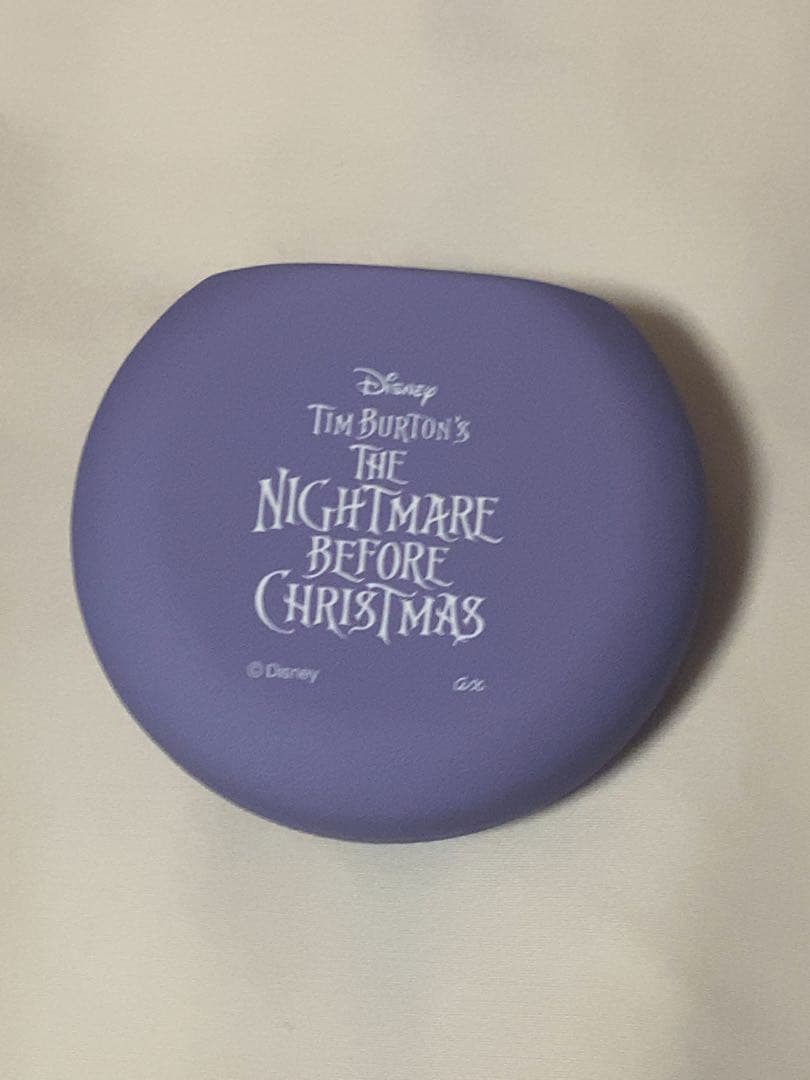 Disney
TIM BURTON'S
THE
NIGHTMARE
BEFORE
CHRISTMAS
© Disney